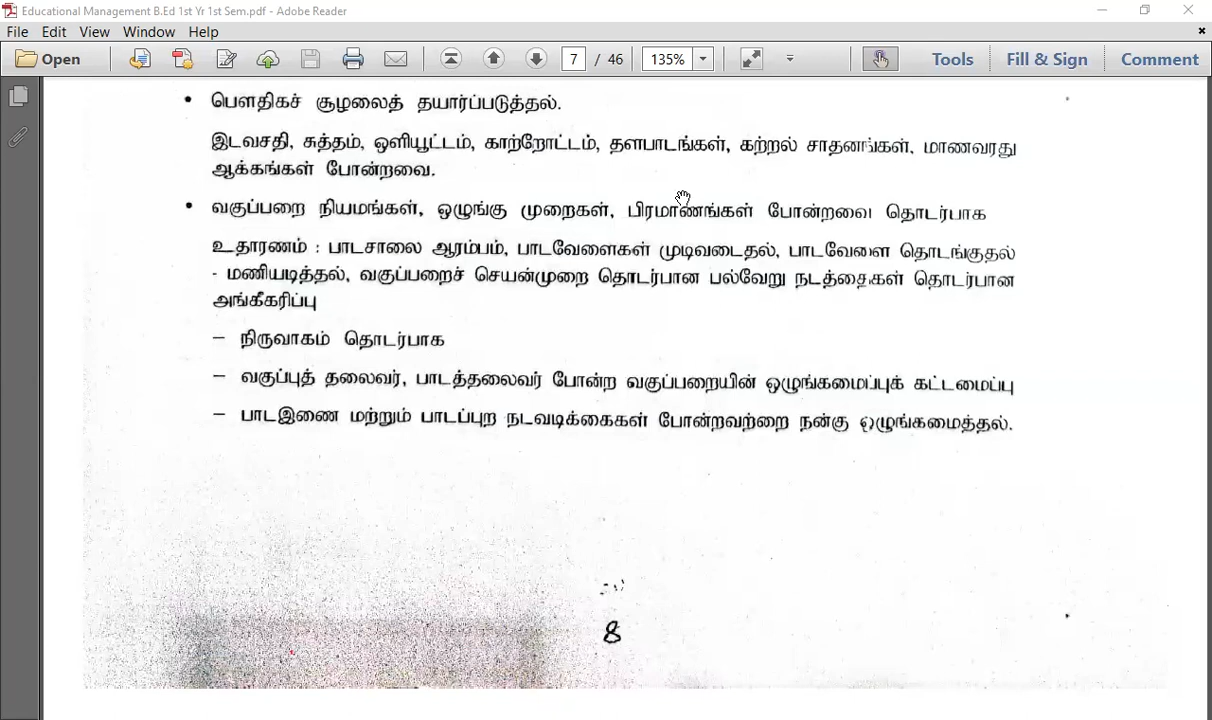 Educational Management B.Ed 1st Yr 1st Sem.pdf - Adobe Reader
File Edit View Window Help
Open 7 / 46 135% Tools Fill & Sign Comment
• பௌதிகச் சூழலைத் தயார்ப்படுத்தல்.
இடவசதி, சுத்தம், ஒளியூட்டம், காற்றோட்டம், தளபாடங்கள், கற்றல் சாதனங்கள், மாணவரது
ஆக்கங்கள் போன்றவை.
• வகுப்பறை நியமங்கள், ஒழுங்கு முறைகள், பிரமாணங்கள் போன்றவை தொடர்பாக
உதாரணம் : பாடசாலை ஆரம்பம், பாடவேளைகள் முடிவடைதல், பாடவேளை தொடங்குதல்
- மணியடித்தல், வகுப்பறைச் செயன்முறை தொடர்பான பல்வேறு நடத்தைகள் தொடர்பான
அங்கீகரிப்பு
– நிருவாகம் தொடர்பாக
– வகுப்புத் தலைவர், பாடத்தலைவர் போன்ற வகுப்பறையின் ஒழுங்கமைப்புக் கட்டமைப்பு
– பாடஇணை மற்றும் பாடப்புற நடவடிக்கைகள் போன்றவற்றை நன்கு ஒழுங்கமைத்தல்.
8